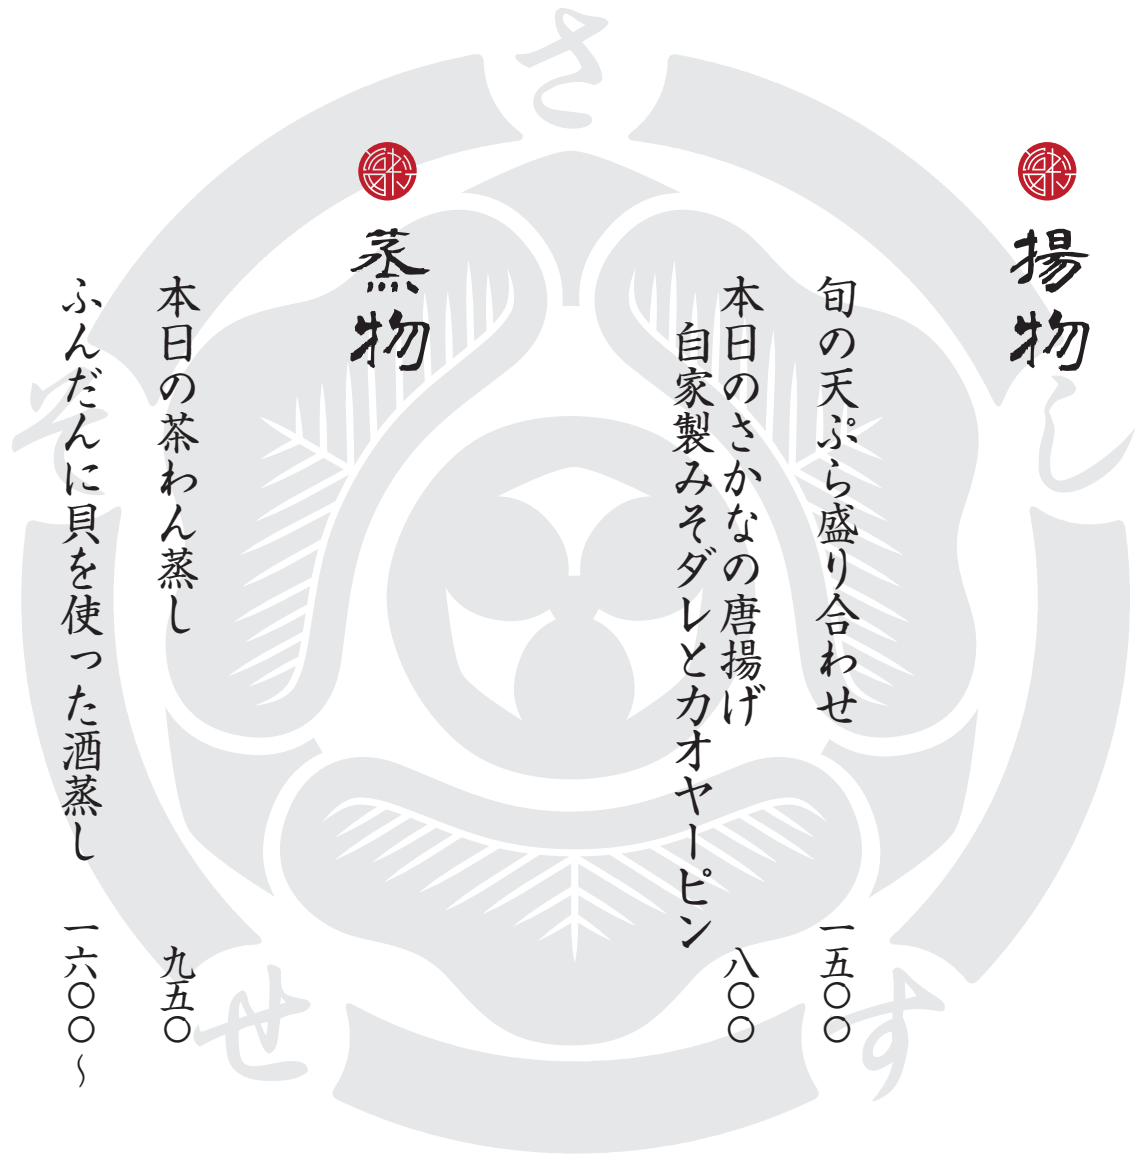 揚物
旬の天ぷら盛り合わせ 一五〇〇
本日のさかなの唐揚げ 八〇〇
自家製みそダレとカオヤーピン
蒸物
本日の茶わん蒸し 九五〇
ふんだんに貝を使った酒蒸し 一六〇〇〜
さ
し
す
せ
そ